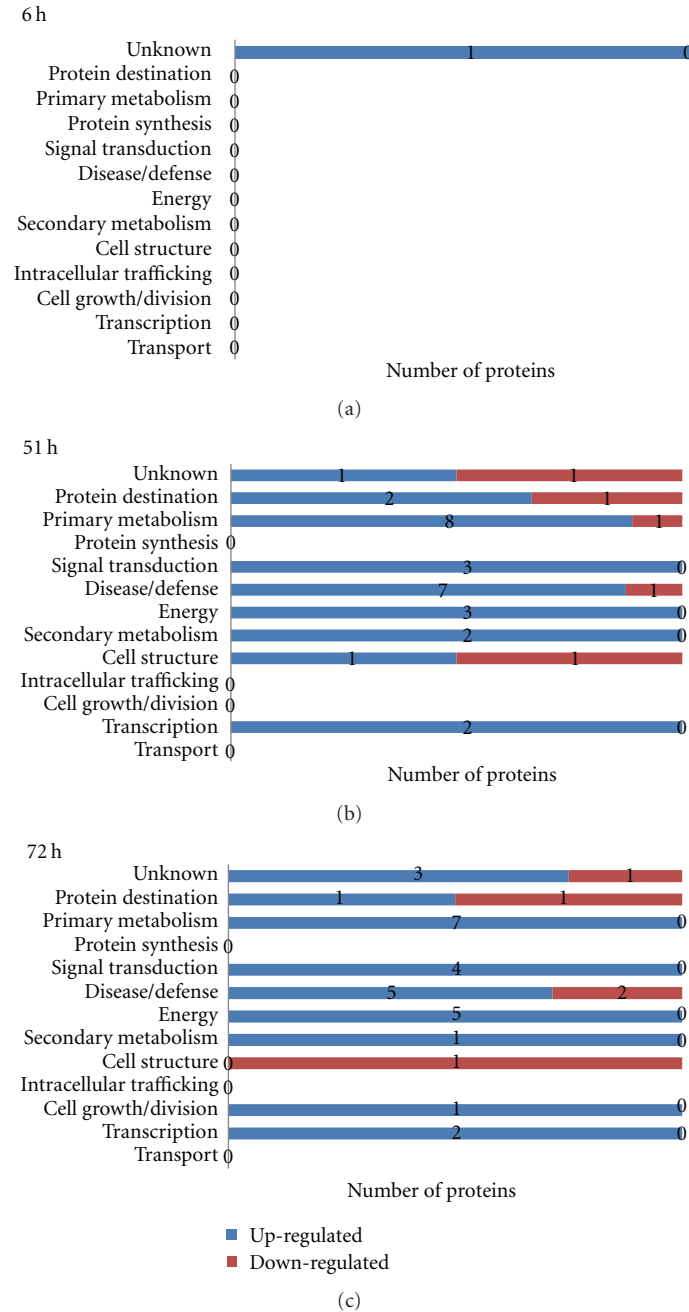 6 h
Unknown 1 0
Protein destination 0
Primary metabolism 0
Protein synthesis 0
Signal transduction 0
Disease/defense 0
Energy 0
Secondary metabolism 0
Cell structure 0
Intracellular trafficking 0
Cell growth/division 0
Transcription 0
Transport 0
Number of proteins
(a)
51 h
Unknown 1 1
Protein destination 2 1
Primary metabolism 8 1
Protein synthesis 0
Signal transduction 3 0
Disease/defense 7 1
Energy 3 0
Secondary metabolism 2 0
Cell structure 1 1
Intracellular trafficking 0
Cell growth/division 0
Transcription 2 0
Transport 0
Number of proteins
(b)
72 h
Unknown 3 1
Protein destination 1 1
Primary metabolism 7 0
Protein synthesis 0
Signal transduction 4 0
Disease/defense 5 2
Energy 5 0
Secondary metabolism 1 0
Cell structure 0 1
Intracellular trafficking 0
Cell growth/division 1 0
Transcription 2 0
Transport 0
Number of proteins
Up-regulated
Down-regulated
(c)